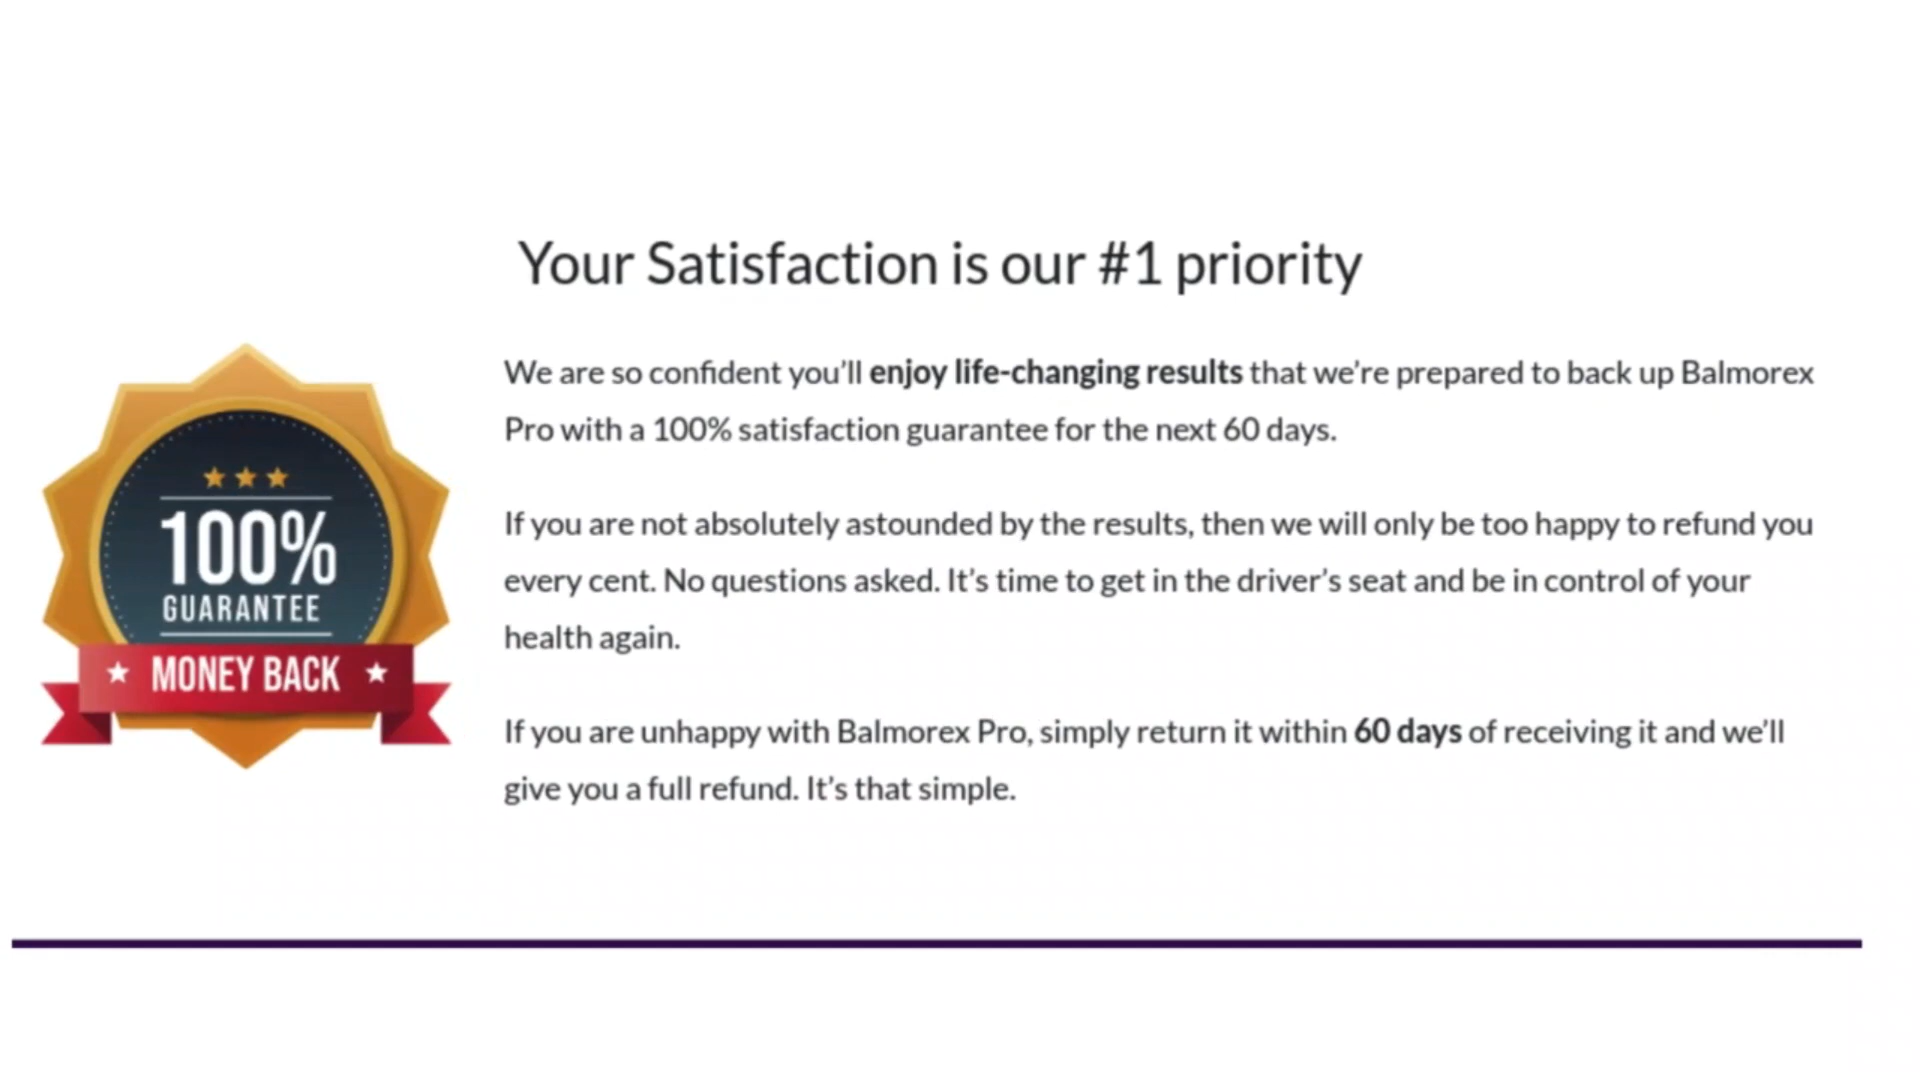 Your Satisfaction is our #1 priority
We are so confident you’ll enjoy life-changing results that we’re prepared to back up Balmorex
Pro with a 100% satisfaction guarantee for the next 60 days.
If you are not absolutely astounded by the results, then we will only be too happy to refund you
every cent. No questions asked. It’s time to get in the driver’s seat and be in control of your
health again.
If you are unhappy with Balmorex Pro, simply return it within 60 days of receiving it and we’ll
give you a full refund. It’s that simple.
100%
GUARANTEE
MONEY BACK